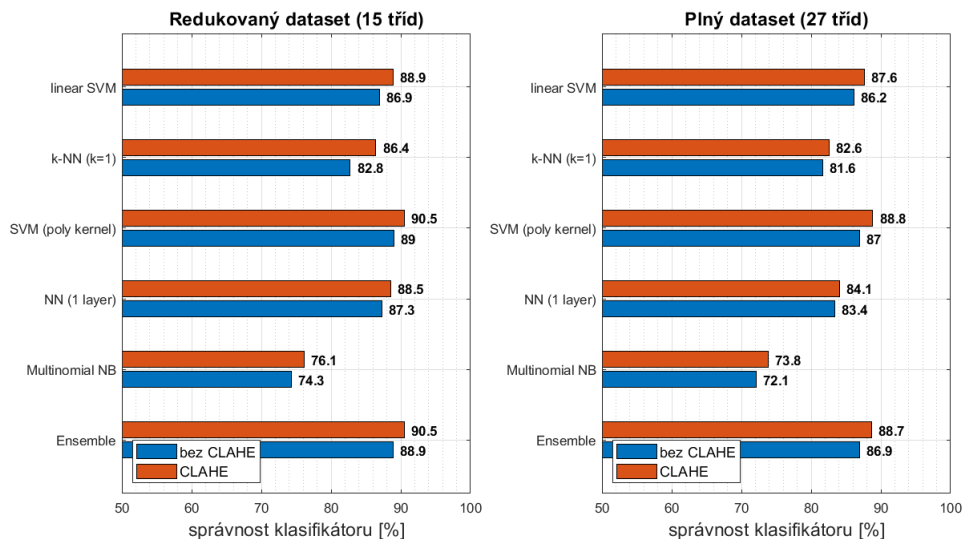 Redukovaný dataset (15 tříd)
linear SVM
88.9
86.9
k-NN (k=1)
86.4
82.8
SVM (poly kernel)
90.5
89
NN (1 layer)
88.5
87.3
Multinomial NB
76.1
74.3
Ensemble
90.5
88.9
bez CLAHE
CLAHE
50 60 70 80 90 100
správnost klasifikátoru [%]
Plný dataset (27 tříd)
linear SVM
87.6
86.2
k-NN (k=1)
82.6
81.6
SVM (poly kernel)
88.8
87
NN (1 layer)
84.1
83.4
Multinomial NB
73.8
72.1
Ensemble
88.7
86.9
bez CLAHE
CLAHE
50 60 70 80 90 100
správnost klasifikátoru [%]